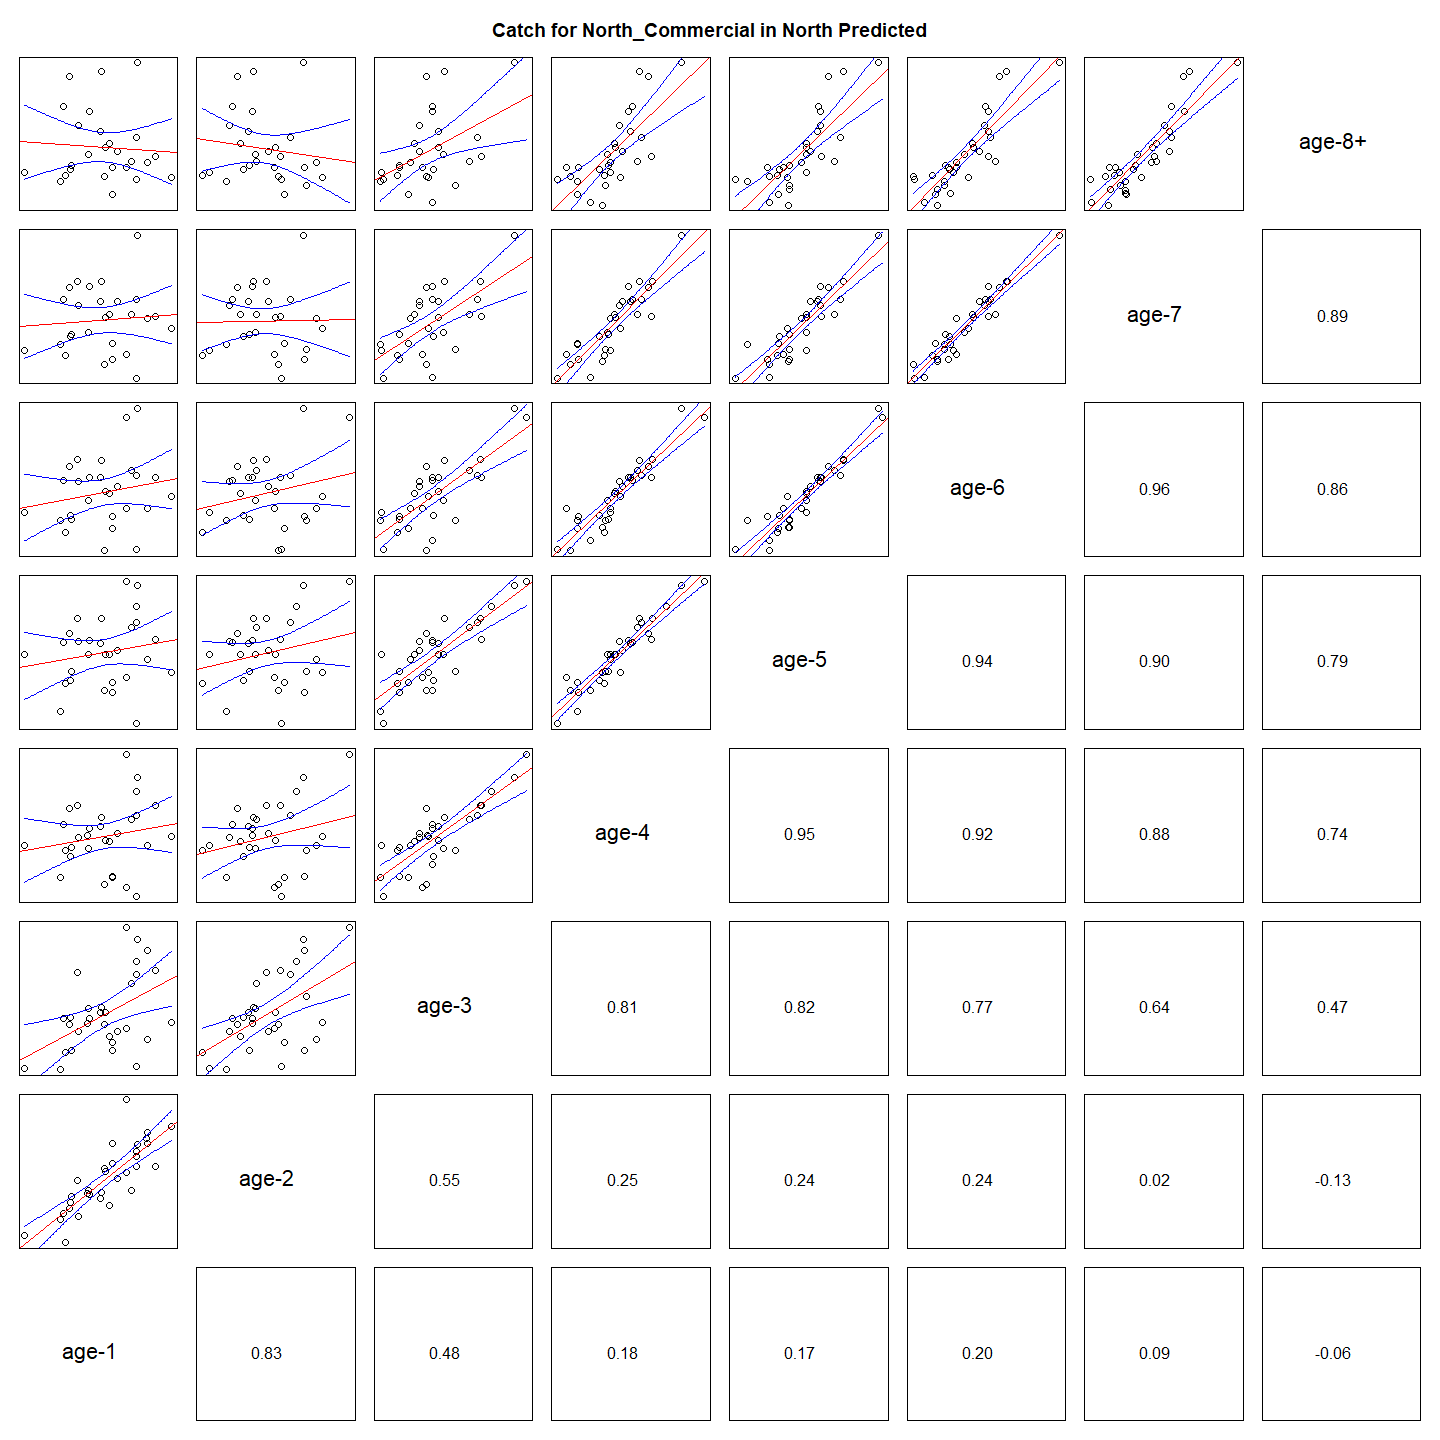 Catch for North_Commercial in North Predicted
age-8+
age-7 0.89
age-6 0.96 0.86
age-5 0.94 0.90 0.79
age-4 0.95 0.92 0.88 0.74
age-3 0.81 0.82 0.77 0.64 0.47
age-2 0.55 0.25 0.24 0.24 0.02 -0.13
age-1 0.83 0.48 0.18 0.17 0.20 0.09 -0.06